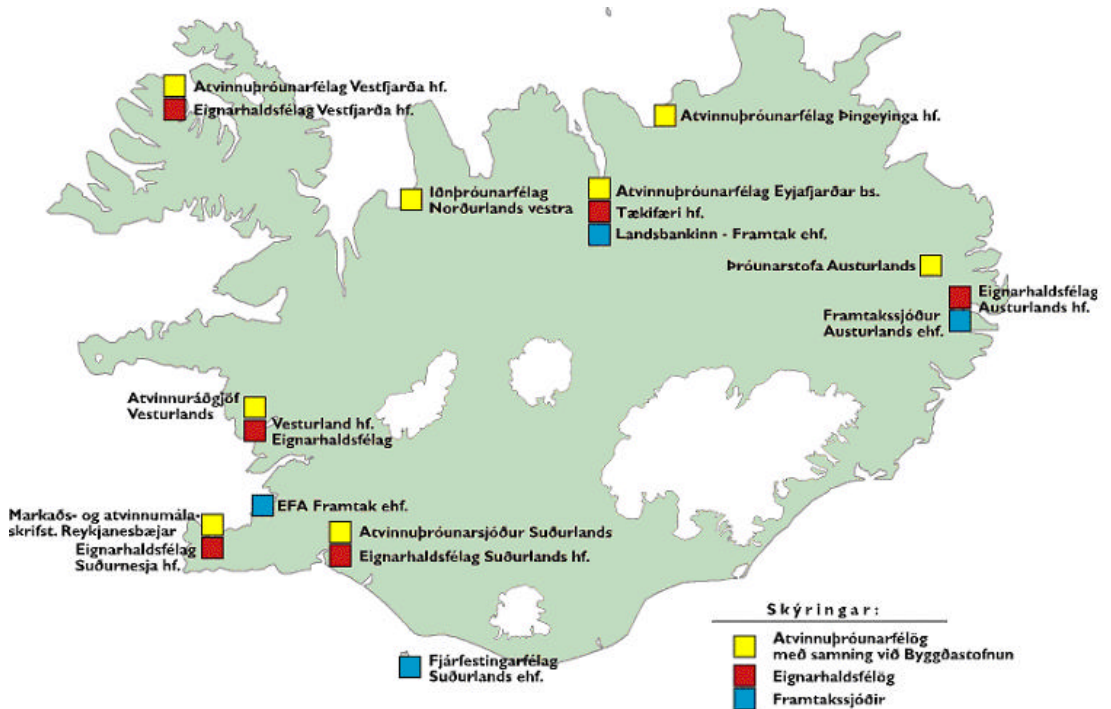 Atvinnuþróunarfélag Vestfjarða hf.
Eignarhaldsfélag Vestfjarða hf.
Atvinnuþróunarfélag Þingeyinga hf.
Iðnþróunarfélag
Norðurlands vestra
Atvinnuþróunarfélag Eyjafjarðar bs.
Tækifæri hf.
Landsbankinn - Framtak ehf.
Þróunarstofa Austurlands
Eignarhaldsfélag
Austurlands hf.
Framtakssjóður
Austurlands ehf.
Atvinnuráðgjöf
Vesturlands
Vesturland hf.
Eignarhaldsfélag
EFA Framtak ehf.
Markaðs- og atvinnumála-
skrifst. Reykjanesbæjar
Eignarhaldsfélag
Suðurnesja hf.
Atvinnuþróunarsjóður Suðurlands
Eignarhaldsfélag Suðurlands hf.
Fjárfestingarfélag
Suðurlands ehf.
Skýringar:
Atvinnuþróunarfélög
með samning við Byggðastofnun
Eignarhaldsfélög
Framtakssjóðir